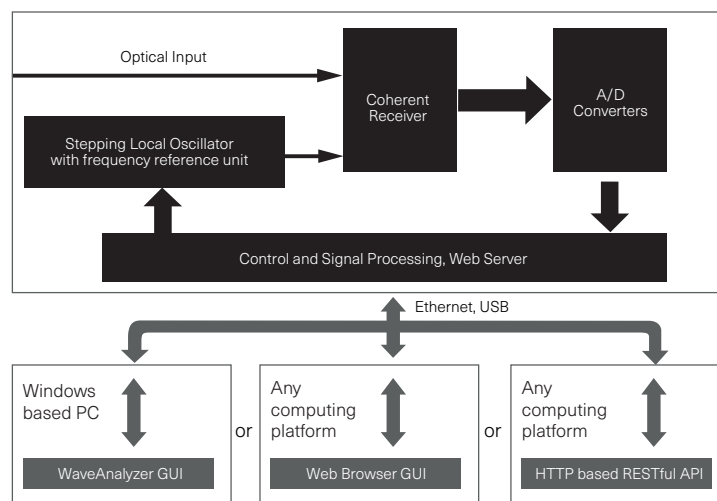 Optical Input
Coherent
Receiver
A/D
Converters
Stepping Local Oscillator
with frequency reference unit
Control and Signal Processing, Web Server
Ethernet, USB
Windows
based PC
WaveAnalyzer GUI
or
Any
computing
platform
Web Browser GUI
or
Any
computing
platform
HTTP based RESTful API